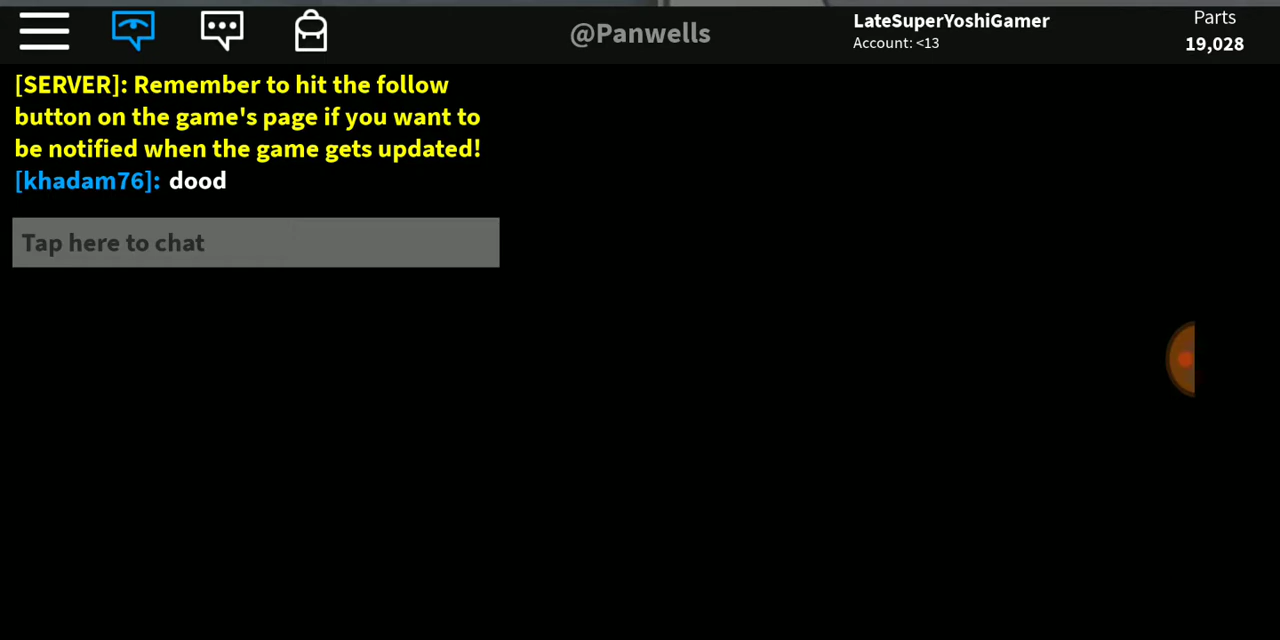 @Panwells
LateSuperYoshiGamer
Account: <13
Parts
19,028
[SERVER]: Remember to hit the follow
button on the game's page if you want to
be notified when the game gets updated!
[khadam76]: dood
Tap here to chat